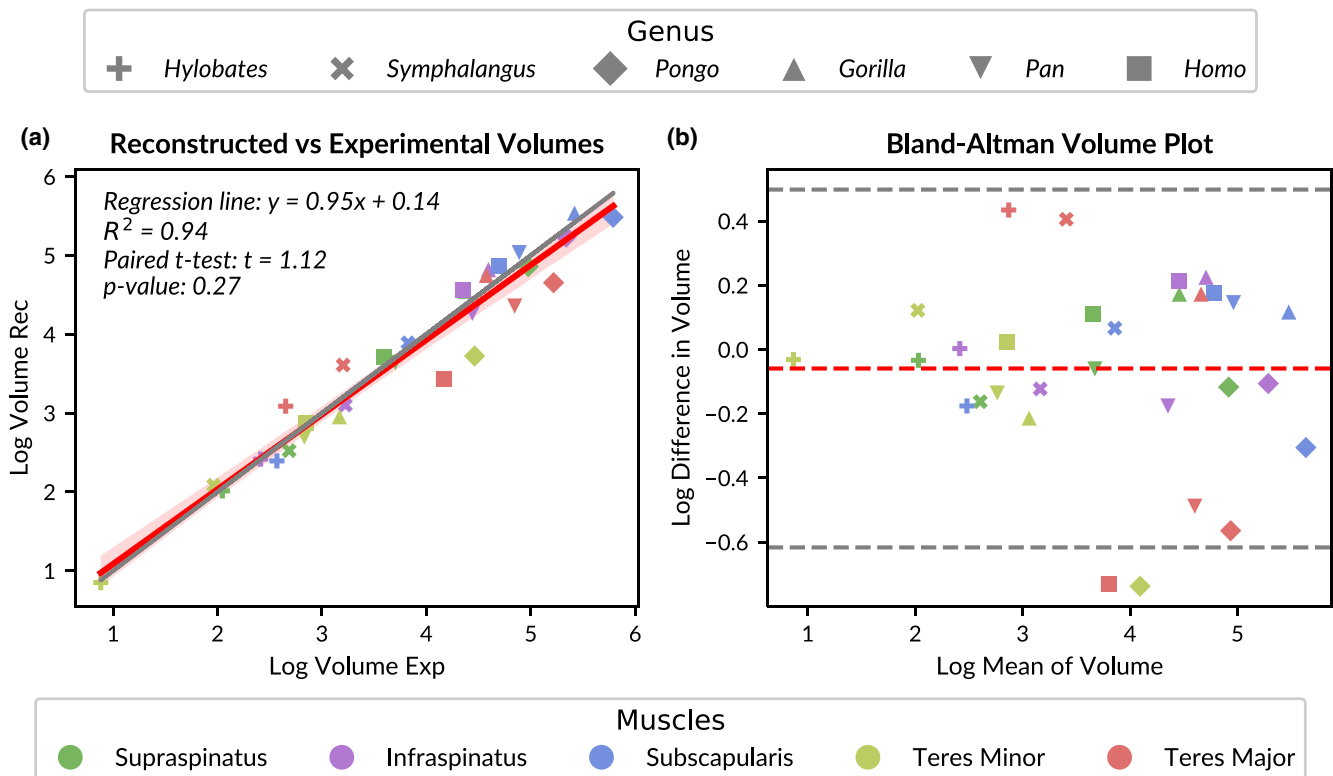 Genus
Hylobates Symphalangus Pongo Gorilla Pan Homo
(a) Reconstructed vs Experimental Volumes
Regression line: y = 0.95x + 0.14
R² = 0.94
Paired t-test: t = 1.12
p-value: 0.27
6
5
4
3
2
1
Log Volume Rec
1 2 3 4 5 6
Log Volume Exp
(b) Bland-Altman Volume Plot
0.4
0.2
0.0
−0.2
−0.4
−0.6
Log Difference in Volume
1 2 3 4 5
Log Mean of Volume
Muscles
Supraspinatus Infraspinatus Subscapularis Teres Minor Teres Major